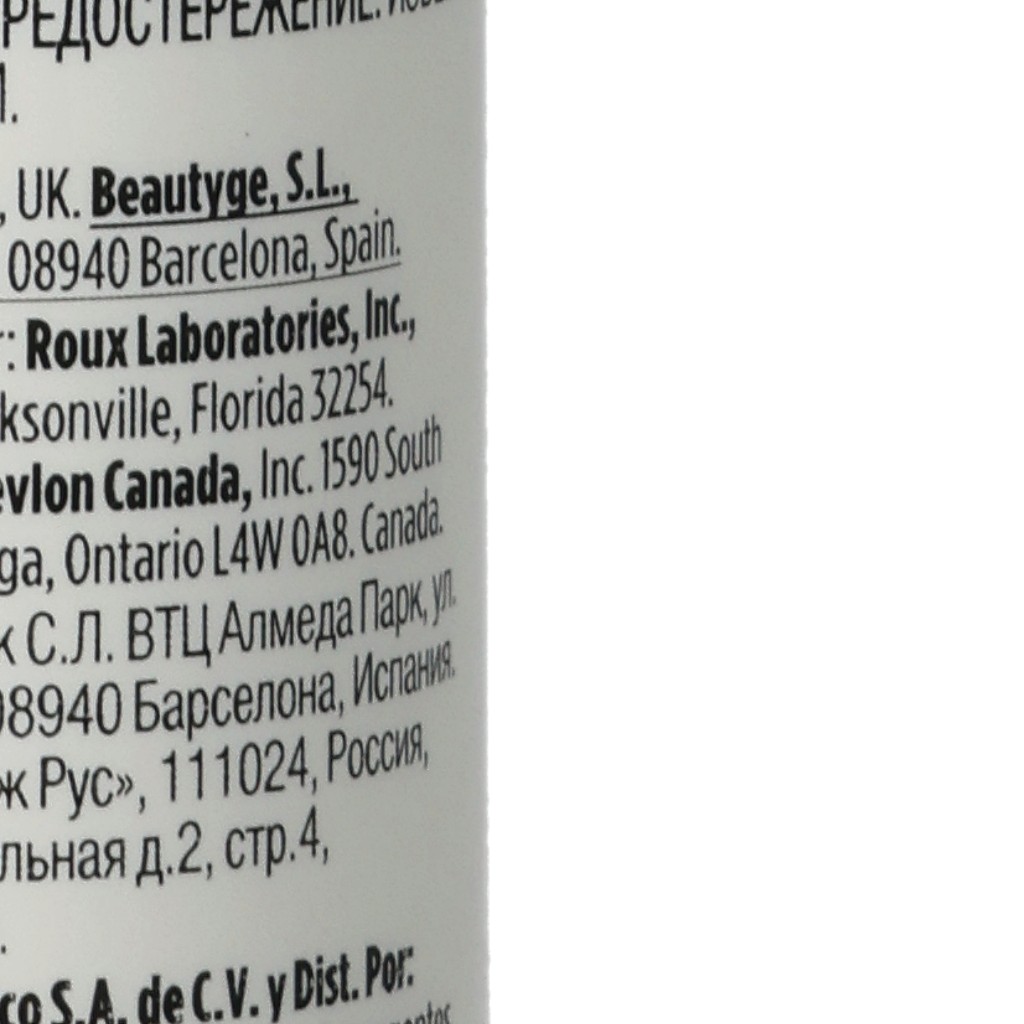 РЕДОСТЕРЕЖЕНИЕ:
, UK. Beautyge, S.L.,
08940 Barcelona, Spain.
: Roux Laboratories, Inc.,
ksonville, Florida 32254.
evlon Canada, Inc. 1590 South
ga, Ontario L4W 0A8. Canada.
к С.Л. ВТЦ Алмеда Парк, ул.
08940 Барселона, Испания.
ж Рус», 111024, Россия,
льная д.2, стр.4,
.
co S.A. de C.V. y Dist. Por: